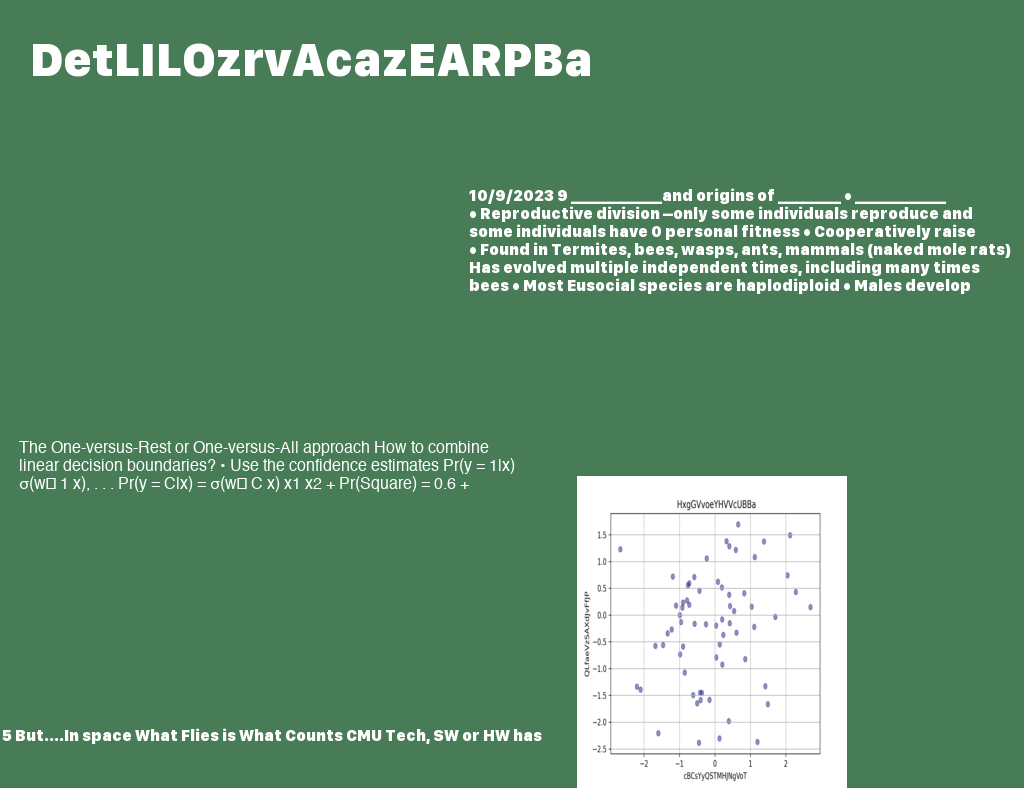 DetLlLOzrvAcazEARPBa
10/9/2023 9 ____________and origins of ________ • ____________
• Reproductive division —only some individuals reproduce and
some individuals have 0 personal fitness • Cooperatively raise
• Found in Termites, bees, wasps, ants, mammals (naked mole rats)
Has evolved multiple independent times, including many times
bees • Most Eusocial species are haplodiploid • Males develop
The One-versus-Rest or One-versus-All approach How to combine
linear decision boundaries? • Use the confidence estimates Pr(y = 1|x)
σ(w 1 x), . . . Pr(y = C|x) = σ(w C x) x1 x2 + Pr(Square) = 0.6 +
HxgGVvoeYHVVcUBBa
QLfaeVzSAXdJvFfjP
1.5
1.0
0.5
0.0
−0.5
−1.0
−1.5
−2.0
−2.5
−2 −1 0 1 2
cBCsYyQSTMHJNgVoT
5 But....In space What Flies is What Counts CMU Tech, SW or HW has